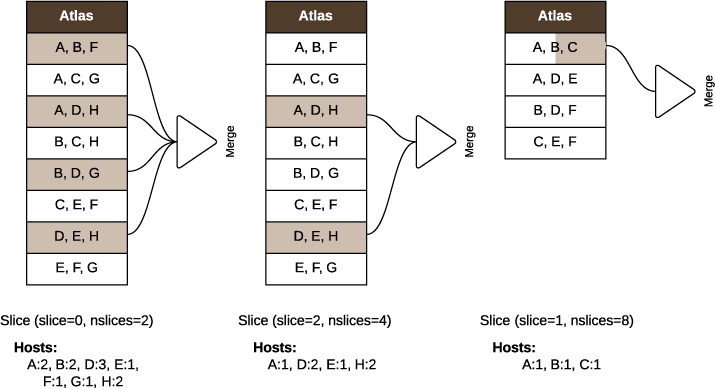 Atlas
A, B, F
A, C, G
A, D, H
B, C, H
B, D, G
C, E, F
D, E, H
E, F, G
Merge
Slice (slice=0, nslices=2)
Hosts:
A:2, B:2, D:3, E:1,
F:1, G:1, H:2
Atlas
A, B, F
A, C, G
A, D, H
B, C, H
B, D, G
C, E, F
D, E, H
E, F, G
Merge
Slice (slice=2, nslices=4)
Hosts:
A:1, D:2, E:1, H:2
Atlas
A, B, C
A, D, E
B, D, F
C, E, F
Merge
Slice (slice=1, nslices=8)
Hosts:
A:1, B:1, C:1